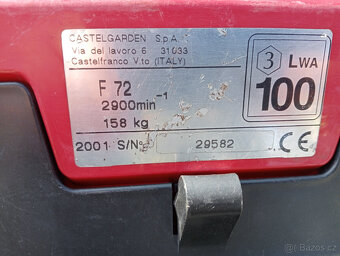 CASTELGARDEN S.p.A.
Via del lavoro 6 31033
Castelfranco V.to (ITALY)
F 72
2900min⁻¹
158 kg
2001 S/N° 29582 CE
3 LWA
100
sbazos.cz